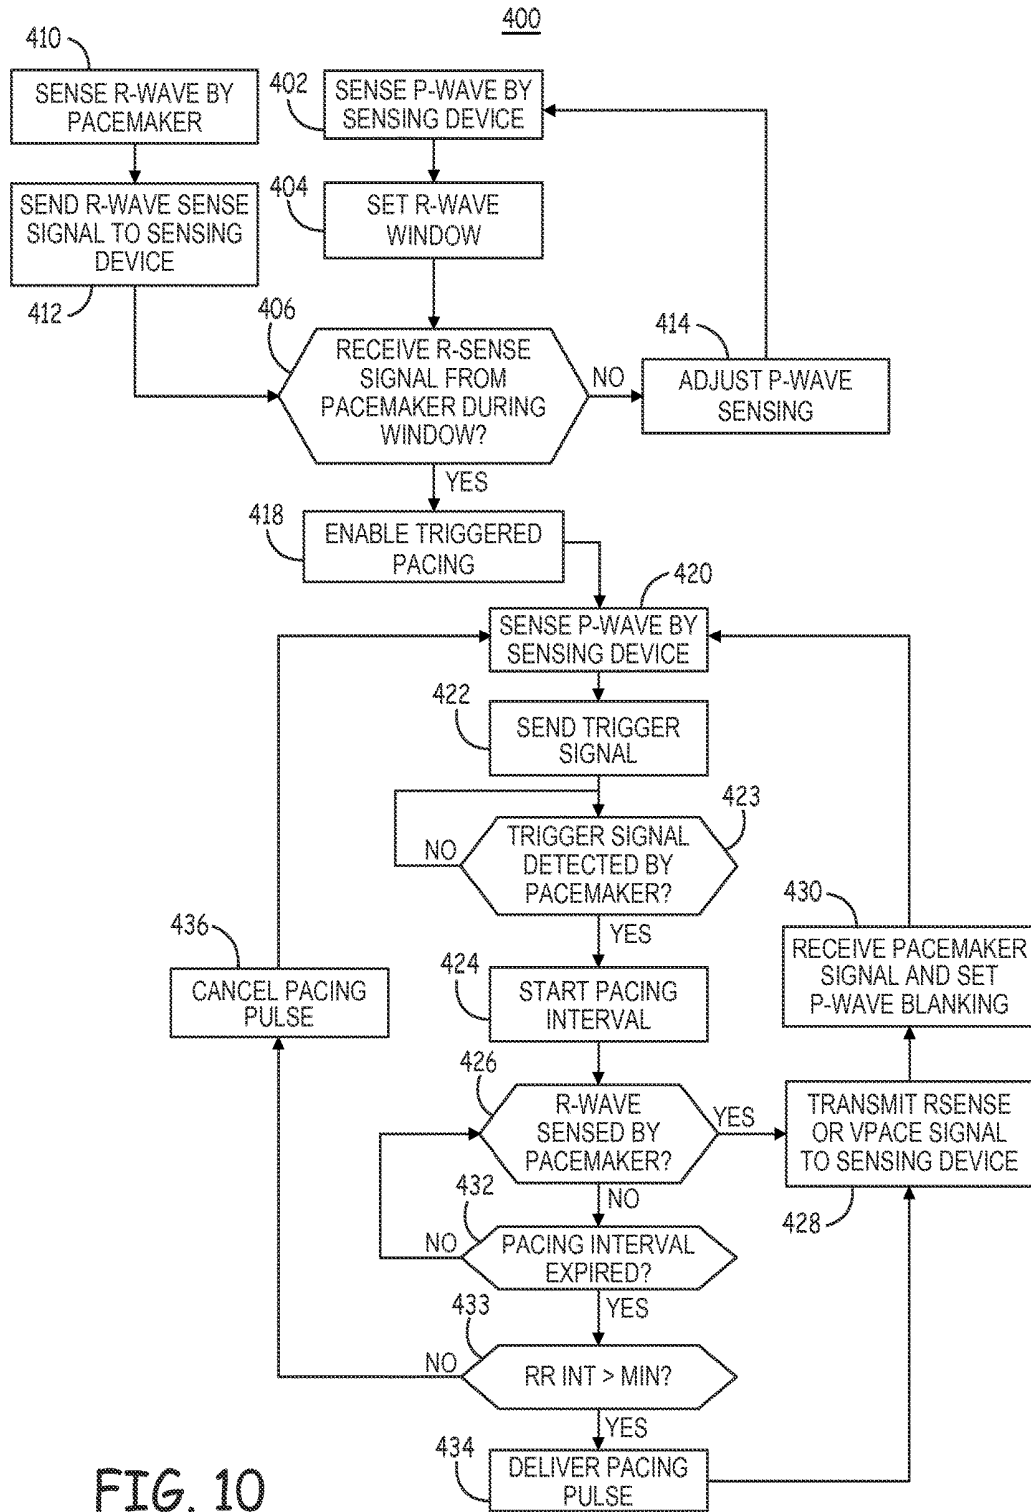 400
410
SENSE R-WAVE BY
PACEMAKER
402
SENSE P-WAVE BY
SENSING DEVICE
SEND R-WAVE SENSE
SIGNAL TO SENSING
DEVICE
412
404
SET R-WAVE
WINDOW
406
RECEIVE R-SENSE
SIGNAL FROM
PACEMAKER DURING
WINDOW?
NO
414
ADJUST P-WAVE
SENSING
YES
418
ENABLE TRIGGERED
PACING
420
SENSE P-WAVE BY
SENSING DEVICE
422
SEND TRIGGER
SIGNAL
423
TRIGGER SIGNAL
DETECTED BY
PACEMAKER?
NO
YES
424
START PACING
INTERVAL
436
CANCEL PACING
PULSE
430
RECEIVE PACEMAKER
SIGNAL AND SET
P-WAVE BLANKING
426
R-WAVE
SENSED BY
PACEMAKER?
YES
TRANSMIT RSENSE
OR VPACE SIGNAL
TO SENSING DEVICE
428
NO
432
PACING INTERVAL
EXPIRED?
NO
YES
433
RR INT > MIN?
NO
YES
434
DELIVER PACING
PULSE
FIG. 10